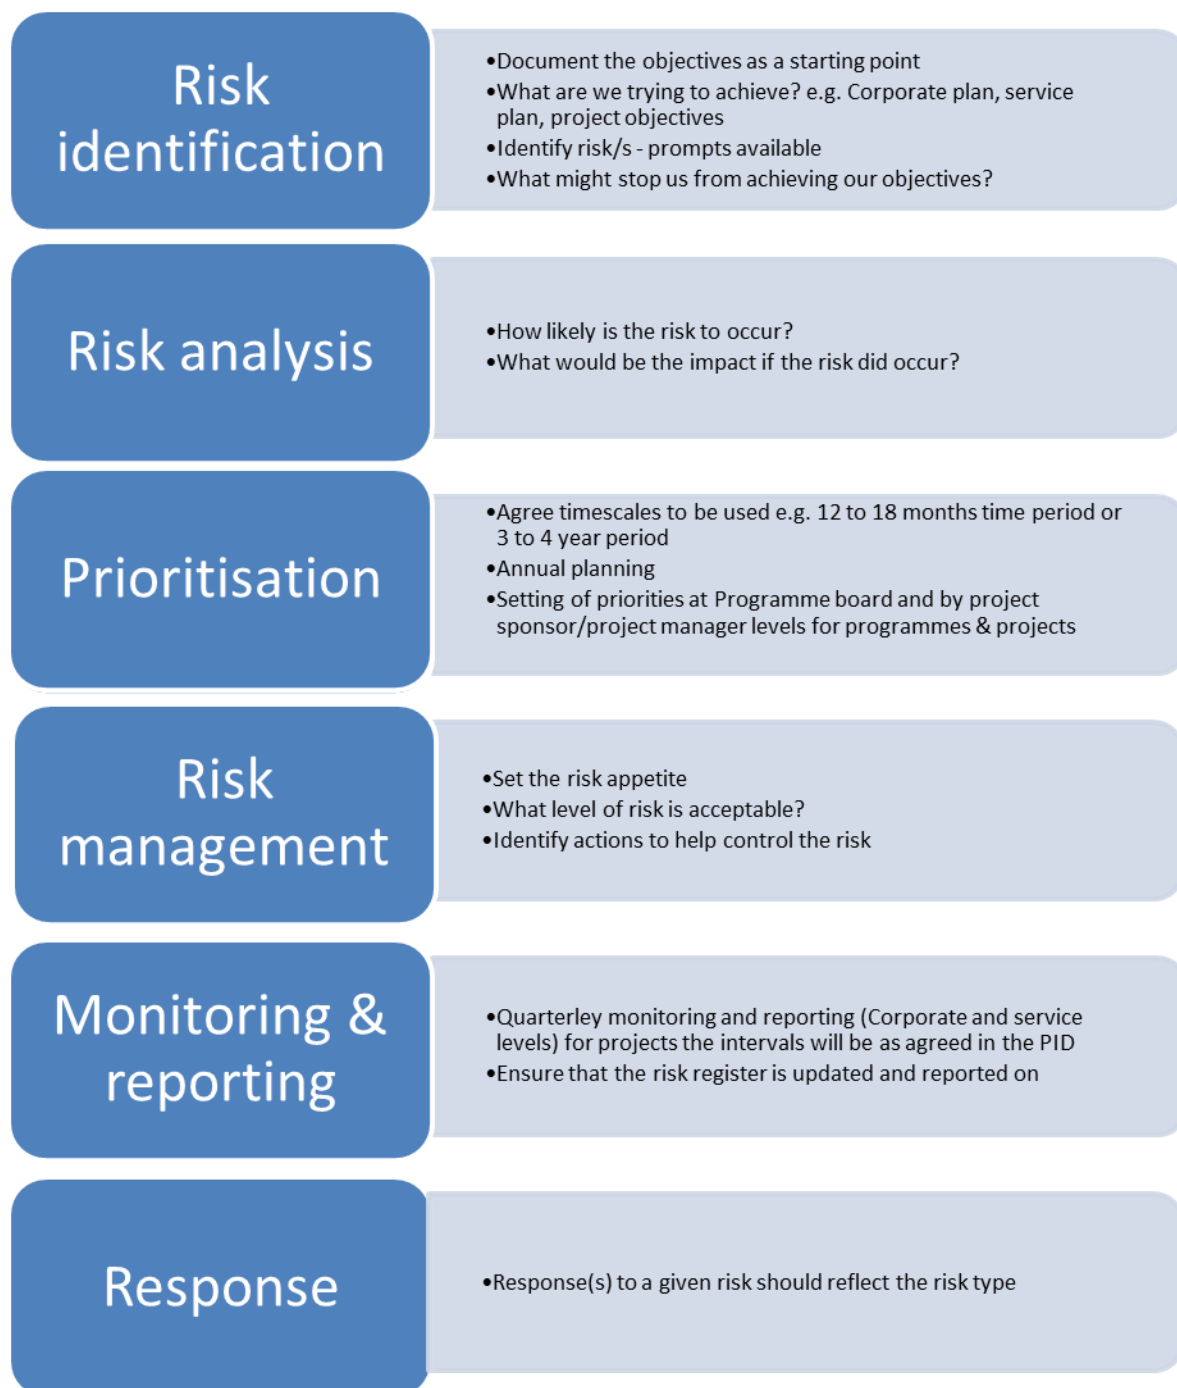 Risk
identification
•Document the objectives as a starting point
•What are we trying to achieve? e.g. Corporate plan, service
plan, project objectives
•Identify risk/s - prompts available
•What might stop us from achieving our objectives?
Risk analysis
•How likely is the risk to occur?
•What would be the impact if the risk did occur?
Prioritisation
•Agree timescales to be used e.g. 12 to 18 months time period or
3 to 4 year period
•Annual planning
•Setting of priorities at Programme board and by project
sponsor/project manager levels for programmes & projects
Risk
management
•Set the risk appetite
•What level of risk is acceptable?
•Identify actions to help control the risk
Monitoring &
reporting
•Quarterley monitoring and reporting (Corporate and service
levels) for projects the intervals will be as agreed in the PID
•Ensure that the risk register is updated and reported on
Response
•Response(s) to a given risk should reflect the risk type